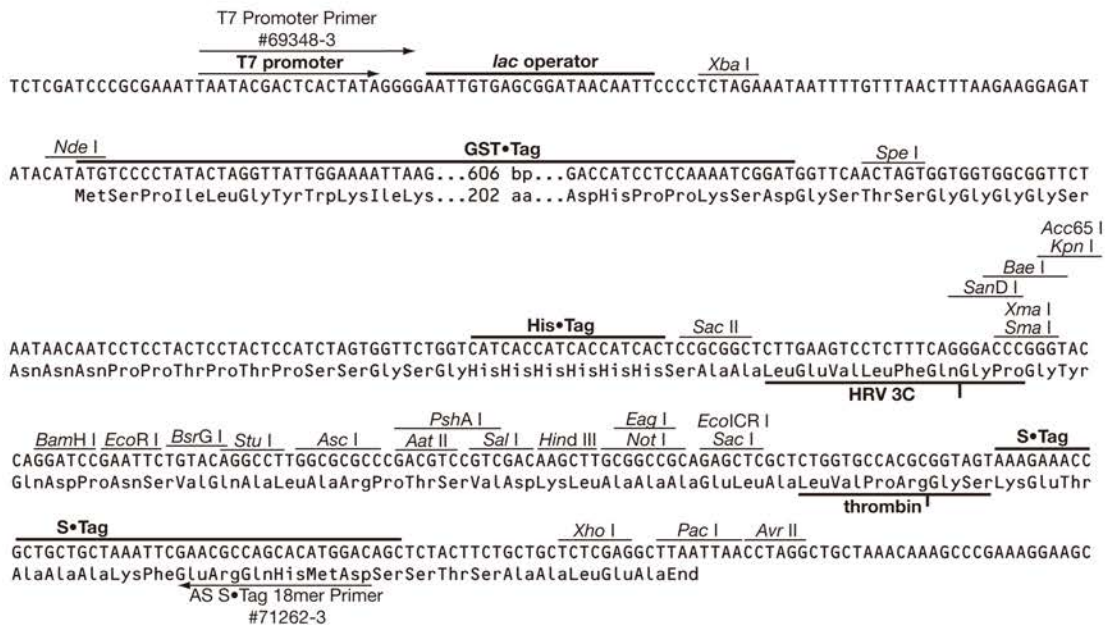 T7 Promoter Primer
#69348-3
T7 promoter
lac operator
Xba I
TCTCGATCCCGCGAAATTAATACGACTCACTATAGGGGAATTGTGAGCGGATAACAATTCCCCTCTAGAAATAATTTTGTTTAACTTTAAGAAGGAGAT
Nde I
GST•Tag
Spe I
ATACATATGTCCCCTATACTAGGTTATTGGAAAATTAAG...606 bp...GACCATCCTCCAAAATCGGATGGTTCAACTAGTGGTGGTGGCGGTTCT
MetSerProIleLeuGlyTyrTrpLysIleLys...202 aa...AspHisProProLysSerAspGlySerThrSerGlyGlyGlyGlySer
Acc65 I
Kpn I
Bae I
SanD I
Xma I
His•Tag
Sac II
Sma I
AATAACAATCCTCCTACTCCTACTCCATCTAGTGGTTCTGGTCATCACCATCACCATCACTCCGCGGCTCTTGAAGTCCTCTTTCAGGGACCCGGGTAC
AsnAsnAsnProProThrProThrProSerSerGlySerGlyHisHisHisHisHisHisSerAlaAlaLeuGluValLeuPheGlnGlyProGlyTyr
HRV 3C
PshA I
Eag I
EcoICR I
BamH I
EcoR I
BsrG I
Stu I
Asc I
Aat II
Sal I
Hind III
Not I
Sac I
S•Tag
CAGGATCCGAATTCTGTACAGGCCTTGGCGCGCCCGACGTCCGTCGACAAGCTTGCGGCCGCAGAGCTCGCTCTGGTGCCACGCGGTAGTAAAGAAACC
GlnAspProAsnSerValGlnAlaLeuAlaArgProThrSerValAspLysLeuAlaAlaAlaGluLeuAlaLeuValProArgGlySerLysGluThr
thrombin
S•Tag
Xho I
Pac I
Avr II
GCTGCTGCTAAATTCGAACGCCAGCACATGGACAGCTCTACTTCTGCTGCTCTCGAGGCTTAATTAACCTAGGCTGCTAAACAAAGCCCGAAAGGAAGC
AlaAlaAlaLysPheGluArgGlnHisMetAspSerSerThrSerAlaAlaLeuGluAlaEnd
AS S•Tag 18mer Primer
#71262-3